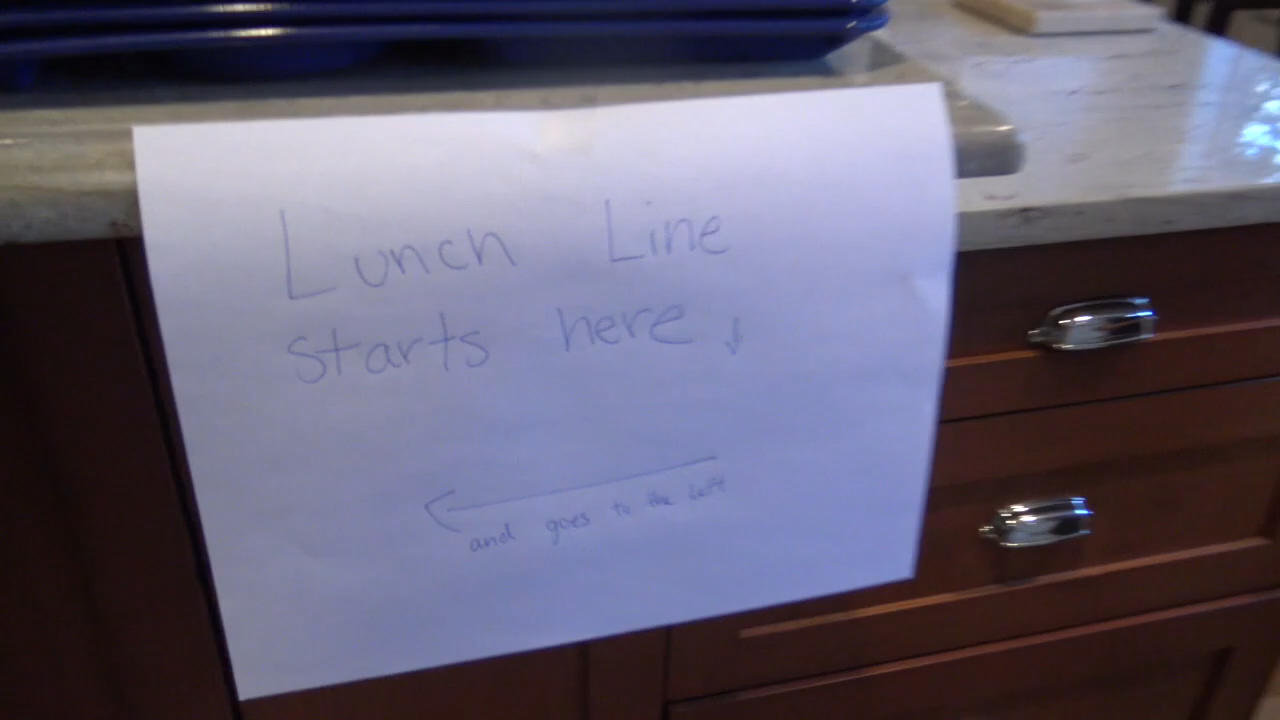 Lunch Line
starts here ↓
←
and goes to the left